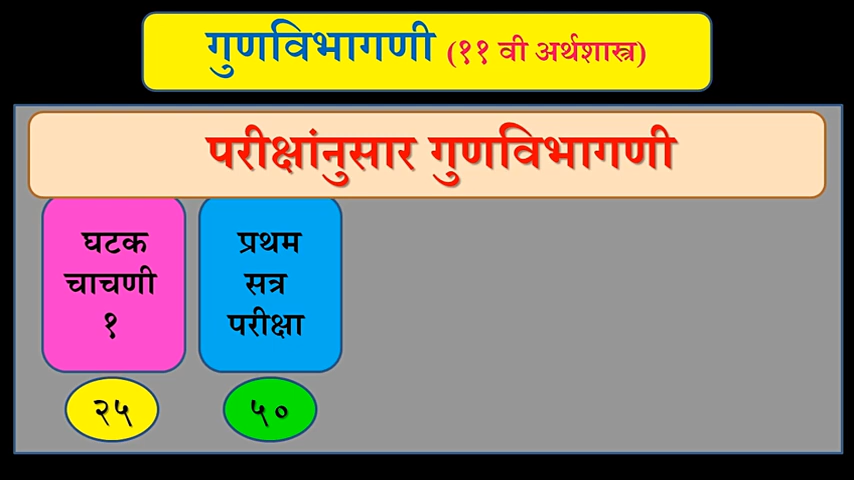 गुणविभागणी (११ वी अर्थशास्त्र)
परीक्षांनुसार गुणविभागणी
घटक
चाचणी
१
प्रथम
सत्र
परीक्षा
२५
५०